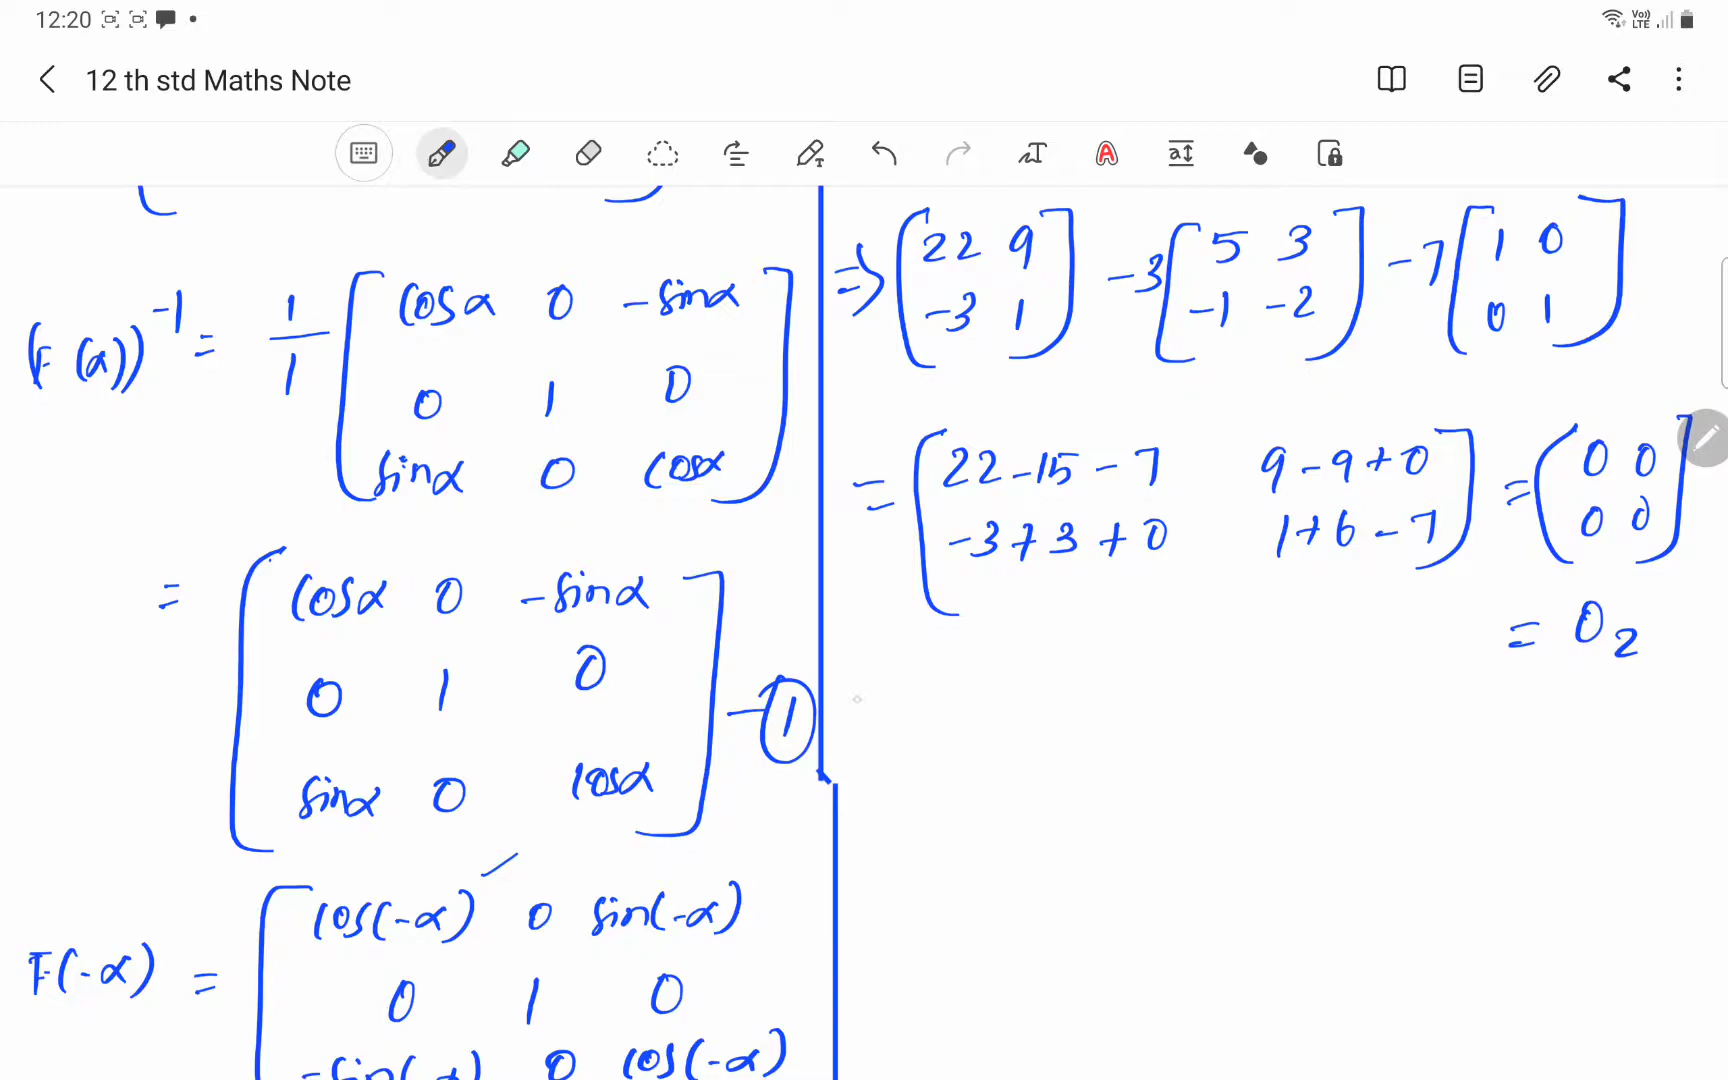 12:20
Vo)) LTE
12 th std Maths Note
(F(α))⁻¹ = 1/1 [cosα 0 -sinα
0 1 0
sinα 0 cosα]
= [cosα 0 -sinα
0 1 0
sinα 0 cosα] - ①
F(-α) = [cos(-α) 0 sin(-α)
0 1 0
-sin(-α) 0 cos(-α)
⇒ [22 9 -3 [5 3 -7 [1 0
-3 1] -1 -2] 0 1]
= [22-15-7 9-9+0 = [0 0
-3+3+0 1+6-7] 0 0]
= O₂